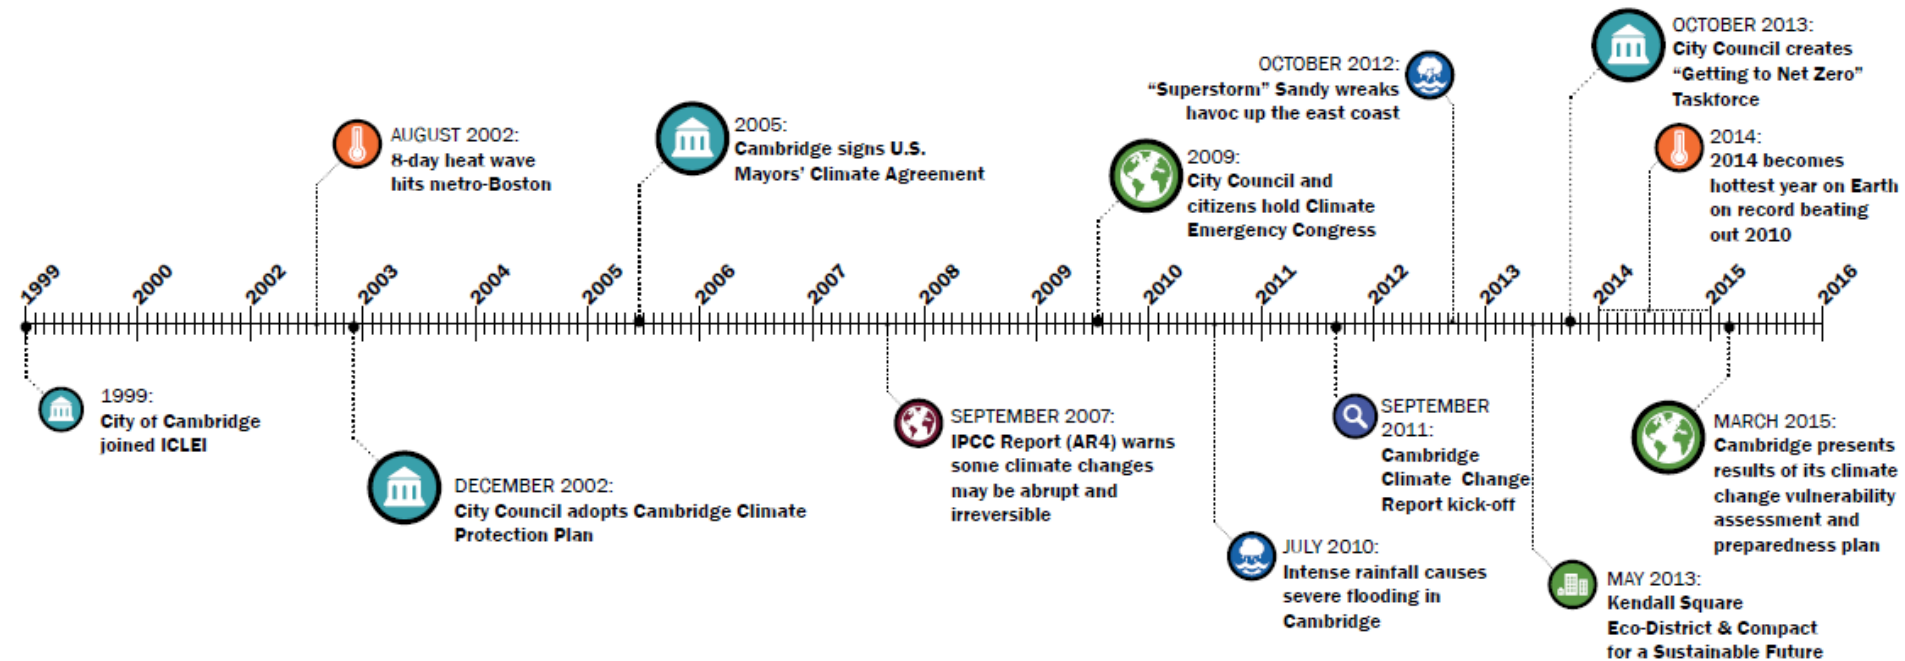 OCTOBER 2013:
City Council creates
“Getting to Net Zero”
Taskforce
OCTOBER 2012:
“Superstorm” Sandy wreaks
havoc up the east coast
AUGUST 2002:
8-day heat wave
hits metro-Boston
2005:
Cambridge signs U.S.
Mayors’ Climate Agreement
2009:
City Council and
citizens hold Climate
Emergency Congress
2014:
2014 becomes
hottest year on Earth
on record beating
out 2010
1999
2000
2002
2003
2004
2005
2006
2007
2008
2009
2010
2011
2012
2013
2014
2015
2016
1999:
City of Cambridge
joined ICLEI
DECEMBER 2002:
City Council adopts Cambridge Climate
Protection Plan
SEPTEMBER 2007:
IPCC Report (AR4) warns
some climate changes
may be abrupt and
irreversible
JULY 2010:
Intense rainfall causes
severe flooding in
Cambridge
SEPTEMBER
2011:
Cambridge
Climate Change
Report kick-off
MAY 2013:
Kendall Square
Eco-District & Compact
for a Sustainable Future
MARCH 2015:
Cambridge presents
results of its climate
change vulnerability
assessment and
preparedness plan